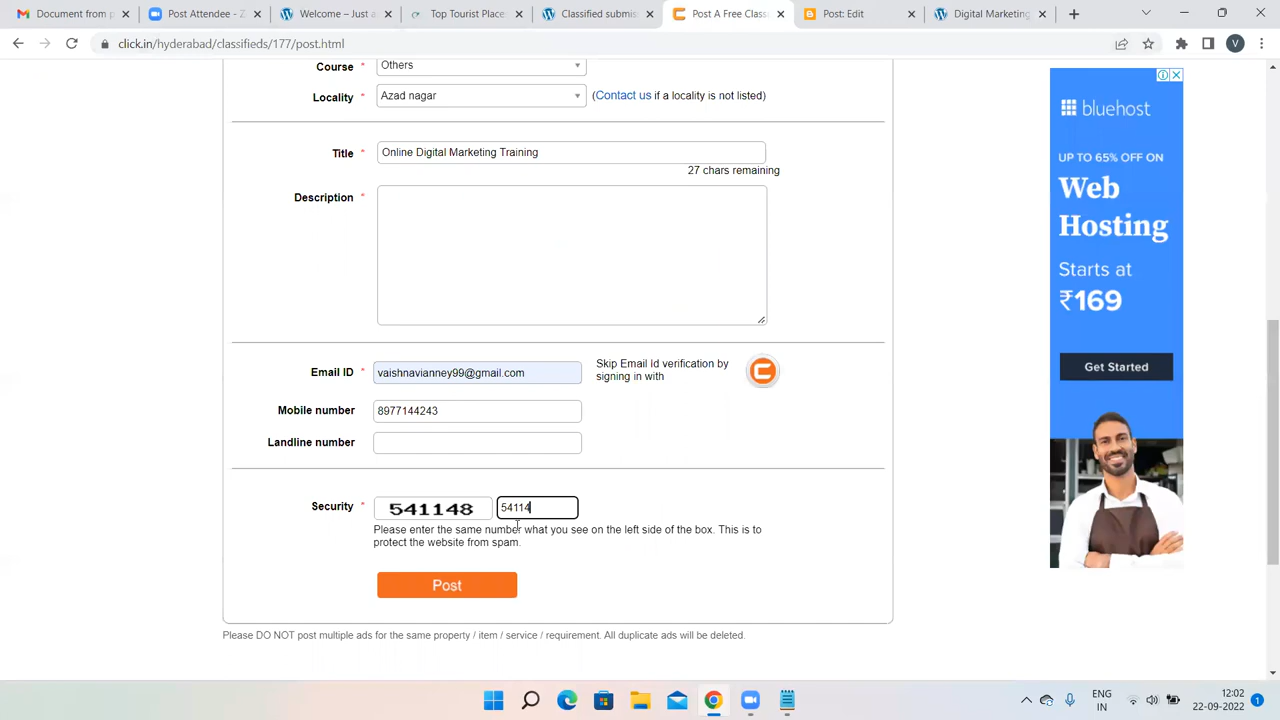 Document from p
Post Attendee - Z
Welcome – Just a
Top Tourist Place
Classified submis
Post A Free Class
Post: Edit
Digital Marketing
click.in/hyderabad/classifieds/177/post.html
V
Course * Others
Locality * Azad nagar (Contact us if a locality is not listed)
Title * Online Digital Marketing Training
27 chars remaining
Description *
Email ID * vaishnavianney99@gmail.com
Skip Email Id verification by
signing in with
Mobile number 8977144243
Landline number
Security * 541148 54114
Please enter the same number what you see on the left side of the box. This is to
protect the website from spam.
Post
Please DO NOT post multiple ads for the same property / item / service / requirement. All duplicate ads will be deleted.
bluehost
UP TO 65% OFF ON
Web
Hosting
Starts at
₹169
Get Started
ENG
IN
12:02
22-09-2022
1